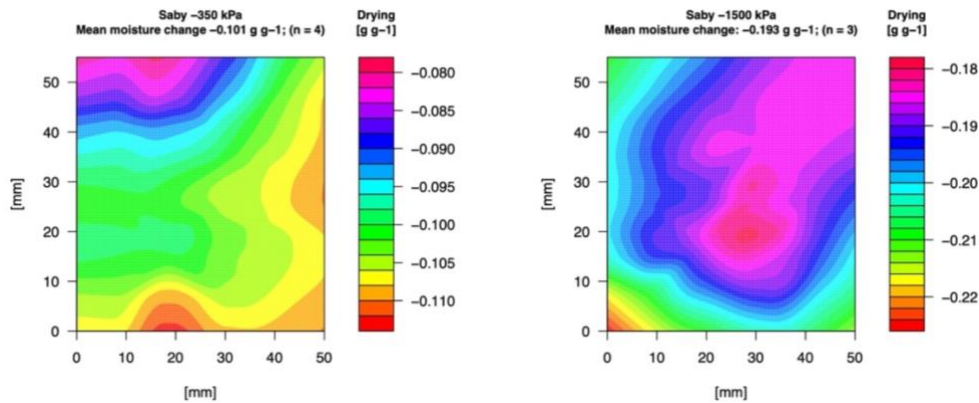 Saby −350 kPa
Mean moisture change −0.101 g g−1; (n = 4)
Drying
[g g−1]
50
40
30
20
10
0
[mm]
0 10 20 30 40 50
[mm]
−0.080
−0.085
−0.090
−0.095
−0.100
−0.105
−0.110
Saby −1500 kPa
Mean moisture change: −0.193 g g−1; (n = 3)
Drying
[g g−1]
50
40
30
20
10
0
[mm]
0 10 20 30 40 50
[mm]
−0.18
−0.19
−0.20
−0.21
−0.22